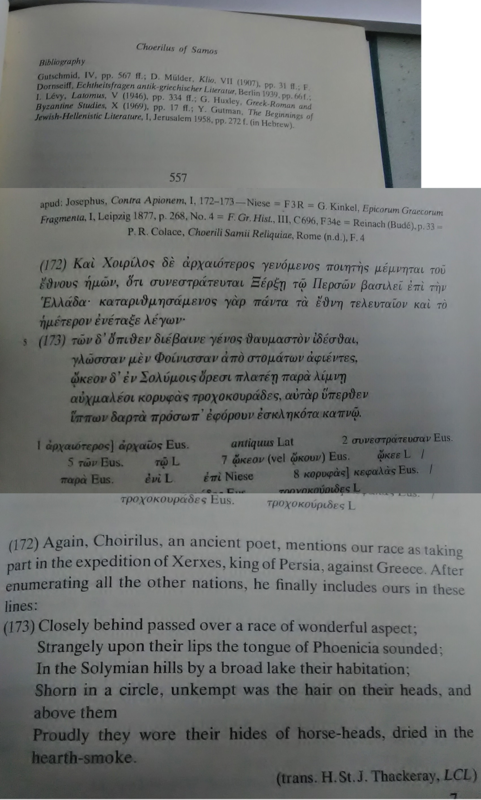 Choerilus of Samos
Bibliography
Gutschmid, IV, pp. 567 ff.; D. Mülder, Klio, VII (1907), pp. 31 ff.; F.
Dornseiff, Echtheitsfragen antik-griechischer Literatur, Berlin 1939, pp. 66 f.;
I. Lévy, Latomus, V (1946), pp. 334 ff.; G. Huxley, Greek-Roman and
Byzantine Studies, X (1969), pp. 17 ff.; Y. Gutman, The Beginnings of
Jewish-Hellenistic Literature, I, Jerusalem 1958, pp. 272 f. (in Hebrew).
557
apud: Josephus, Contra Apionem, I, 172–173—Niese = F3R = G. Kinkel, Epicorum Graecorum
Fragmenta, I, Leipzig 1877, p. 268, No. 4 = F. Gr. Hist., III, C696, F34e = Reinach (Budé), p. 33 =
P.R. Colace, Choerili Samii Reliquiae, Rome (n.d.), F. 4
(172) Καὶ Χοιρίλος δὲ ἀρχαιότερος γενόμενος ποιητὴς μέμνηται τοῦ
ἔθνους ἡμῶν, ὅτι συνεστράτευται Ξέρξῃ τῷ Περσῶν βασιλεῖ ἐπὶ τὴν
Ἑλλάδα· καταριθμησάμενος γὰρ πάντα τὰ ἔθνη τελευταῖον καὶ τὸ
ἡμέτερον ἐνέταξε λέγων·
5 (173) τῶν δ' ὄπιθεν διέβαινε γένος θαυμαστὸν ἰδέσθαι,
γλῶσσαν μὲν Φοίνισσαν ἀπὸ στομάτων ἀφιέντες,
ᾤκεον δ' ἐν Σολύμοις ὄρεσι πλατέῃ παρὰ λίμνῃ
αὐχμαλέοι κορυφὰς τροχοκουράδες, αὐτὰρ ὕπερθεν
ἵππων δαρτὰ πρόσωπ' ἐφόρουν ἐσκληκότα καπνῷ.
1 ἀρχαιότερος] ἀρχαῖος Eus. antiquus Lat 2 συνεστράτευσαν Eus.
5 τῶν Eus. τῷ L 7 ᾤκεον (vel ᾤκουν) Eus. ᾤκεε L /
παρὰ Eus. ἐνὶ L ἐπὶ Niese 8 κορυφὰς] κεφαλὰς Eus. /
τροχοκουράδες Eus. τροχοκούριδες L
(172) Again, Choirilus, an ancient poet, mentions our race as taking
part in the expedition of Xerxes, king of Persia, against Greece. After
enumerating all the other nations, he finally includes ours in these
lines:
(173) Closely behind passed over a race of wonderful aspect;
Strangely upon their lips the tongue of Phoenicia sounded;
In the Solymian hills by a broad lake their habitation;
Shorn in a circle, unkempt was the hair on their heads, and
above them
Proudly they wore their hides of horse-heads, dried in the
hearth-smoke.
(trans. H. St. J. Thackeray, LCL)